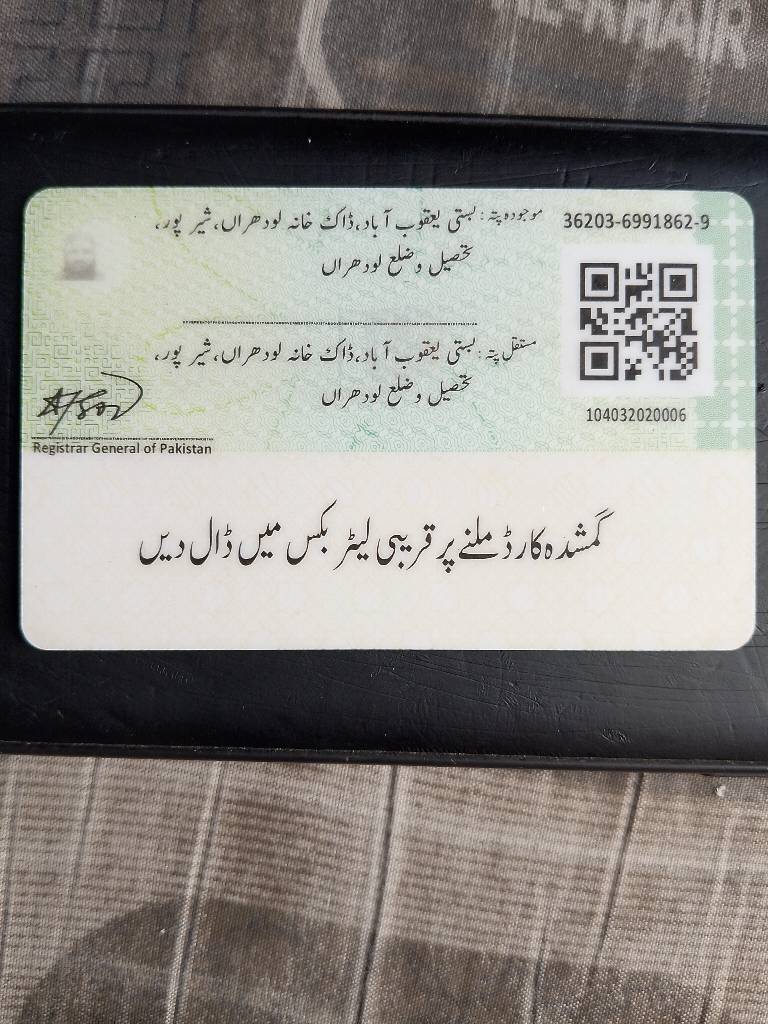 موجودہ پتہ: بستی یعقوب آباد، ڈاک خانہ لودھراں، شیر پور،
تحصیل و ضلع لودھراں
36203-6991862-9
مستقل پتہ: بستی یعقوب آباد، ڈاک خانہ لودھراں، شیر پور،
تحصیل و ضلع لودھراں
104032020006
Registrar General of Pakistan
گمشدہ کارڈ ملنے پر قریبی لیٹر بکس میں ڈال دیں